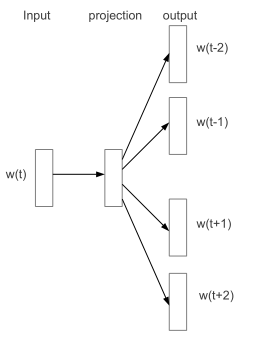 Input projection output
w(t-2)
w(t-1)
w(t)
w(t+1)
w(t+2)